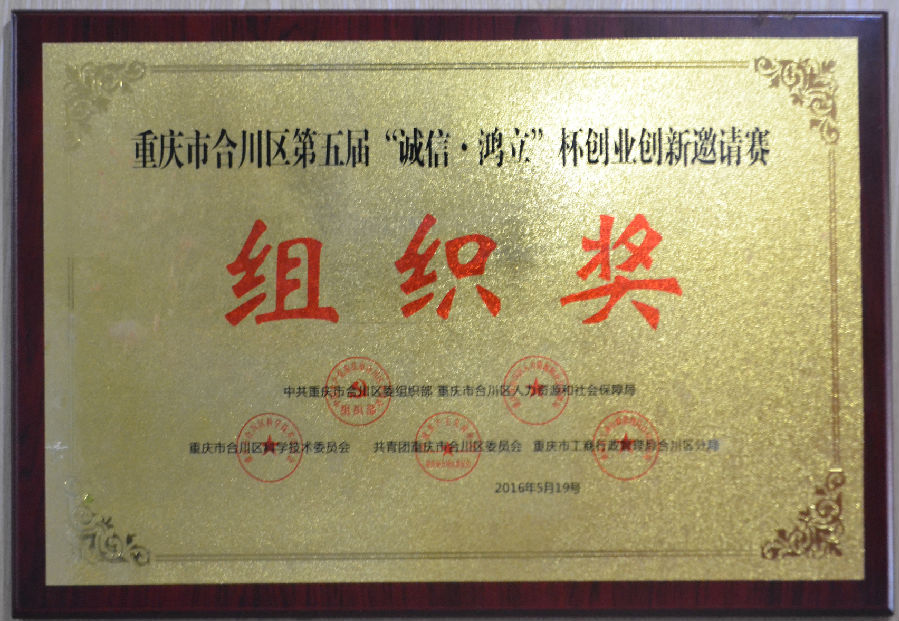 重庆市合川区第五届“诚信·鸿立”杯创业创新邀请赛
组织奖
中共重庆市合川区委组织部 重庆市合川区人力资源和社会保障局
重庆市合川区科学技术委员会 共青团重庆市合川区委员会 重庆市工商行政管理局合川区分局
组织部
2016年5月19号